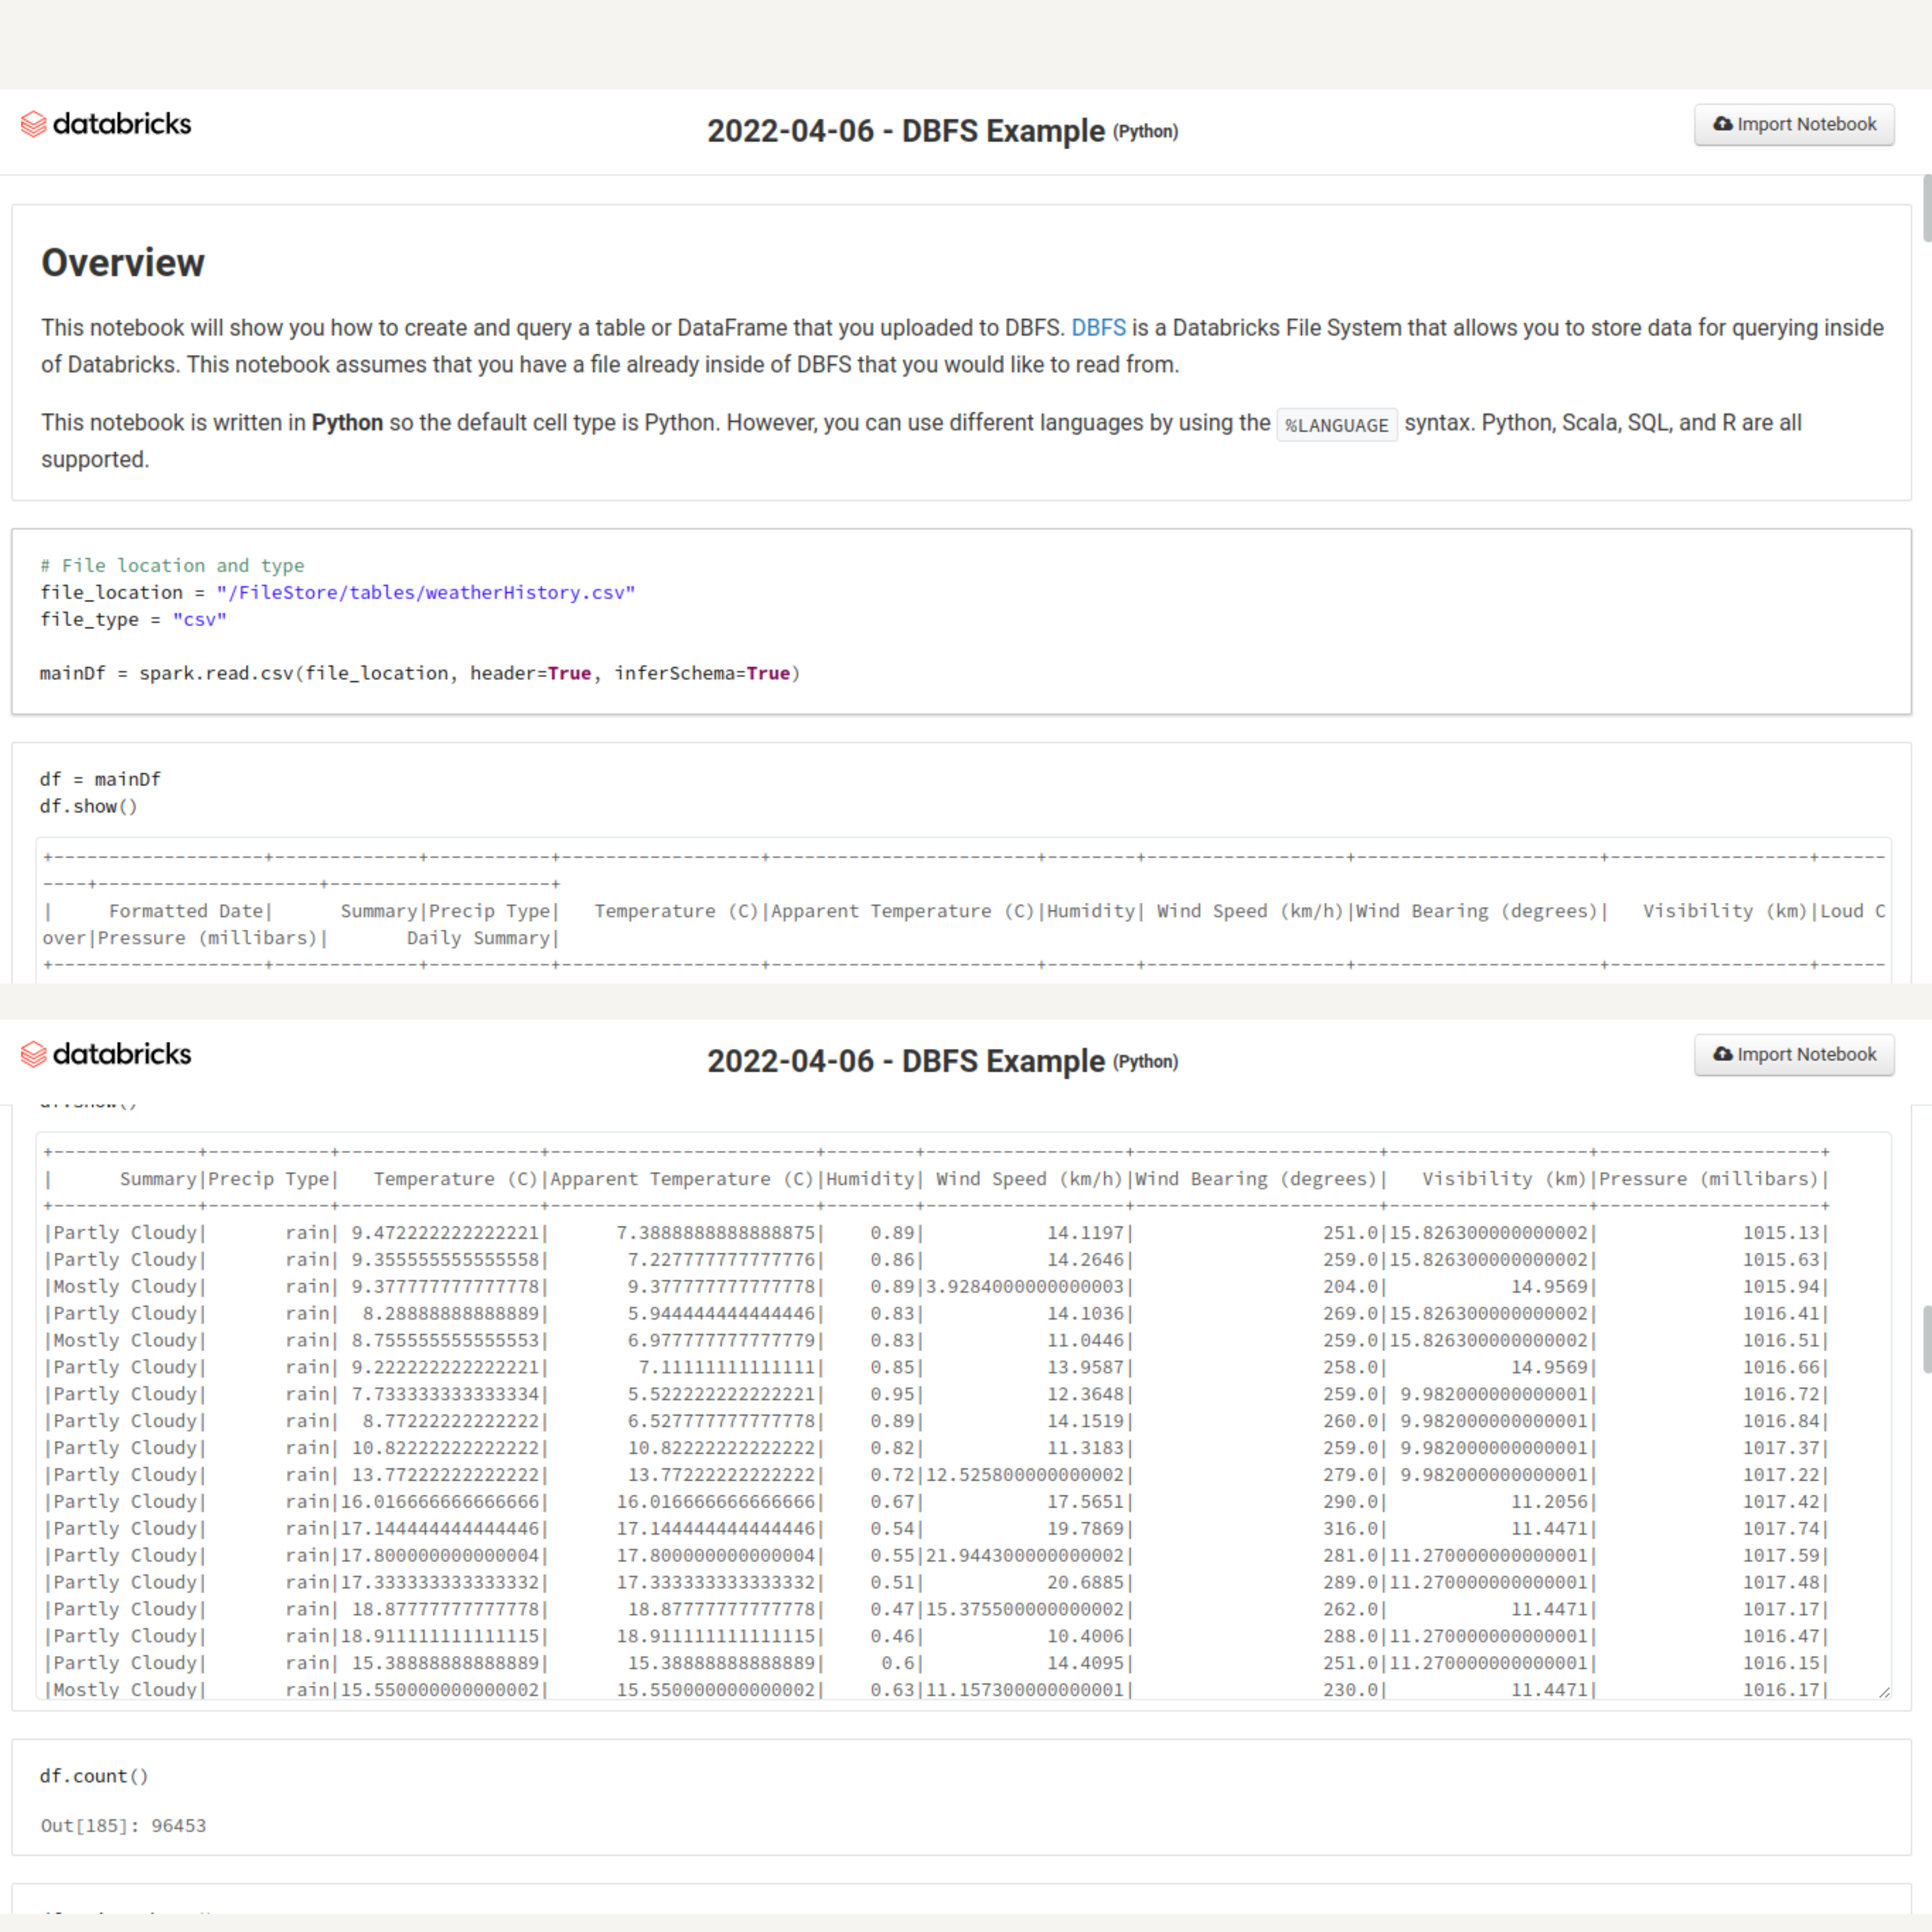 databricks
2022-04-06 - DBFS Example (Python)
Import Notebook
Overview
This notebook will show you how to create and query a table or DataFrame that you uploaded to DBFS. DBFS is a Databricks File System that allows you to store data for querying inside
of Databricks. This notebook assumes that you have a file already inside of DBFS that you would like to read from.
This notebook is written in Python so the default cell type is Python. However, you can use different languages by using the %LANGUAGE syntax. Python, Scala, SQL, and R are all
supported.
# File location and type
file_location = "/FileStore/tables/weatherHistory.csv"
file_type = "csv"
mainDf = spark.read.csv(file_location, header=True, inferSchema=True)
df = mainDf
df.show()
+-------------------+-------------+-----------+------------------+------------------------+--------+------------------+----------------------+------------------+------
----+--------------------+--------------------+
|     Formatted Date|      Summary|Precip Type|   Temperature (C)|Apparent Temperature (C)|Humidity| Wind Speed (km/h)|Wind Bearing (degrees)|   Visibility (km)|Loud C
over|Pressure (millibars)|       Daily Summary|
+-------------------+-------------+-----------+------------------+------------------------+--------+------------------+----------------------+------------------+------
databricks
2022-04-06 - DBFS Example (Python)
Import Notebook
df.show()
+-------------+-----------+------------------+------------------------+--------+------------------+----------------------+------------------+--------------------+
|      Summary|Precip Type|   Temperature (C)|Apparent Temperature (C)|Humidity| Wind Speed (km/h)|Wind Bearing (degrees)|   Visibility (km)|Pressure (millibars)|
+-------------+-----------+------------------+------------------------+--------+------------------+----------------------+------------------+--------------------+
|Partly Cloudy|       rain| 9.472222222222221|      7.3888888888888875|    0.89|           14.1197|                 251.0|15.826300000000002|             1015.13|
|Partly Cloudy|       rain| 9.355555555555558|       7.227777777777776|    0.86|           14.2646|                 259.0|15.826300000000002|             1015.63|
|Mostly Cloudy|       rain| 9.377777777777778|       9.377777777777778|    0.89|3.9284000000000003|                 204.0|           14.9569|             1015.94|
|Partly Cloudy|       rain|  8.28888888888889|       5.944444444444446|    0.83|           14.1036|                 269.0|15.826300000000002|             1016.41|
|Mostly Cloudy|       rain| 8.755555555555553|       6.977777777777779|    0.83|           11.0446|                 259.0|15.826300000000002|             1016.51|
|Partly Cloudy|       rain| 9.222222222222221|        7.11111111111111|    0.85|           13.9587|                 258.0|           14.9569|             1016.66|
|Partly Cloudy|       rain| 7.733333333333334|       5.522222222222221|    0.95|           12.3648|                 259.0| 9.982000000000001|             1016.72|
|Partly Cloudy|       rain|  8.77222222222222|       6.527777777777778|    0.89|           14.1519|                 260.0| 9.982000000000001|             1016.84|
|Partly Cloudy|       rain| 10.82222222222222|       10.82222222222222|    0.82|           11.3183|                 259.0| 9.982000000000001|             1017.37|
|Partly Cloudy|       rain| 13.77222222222222|       13.77222222222222|    0.72|12.525800000000002|                 279.0| 9.982000000000001|             1017.22|
|Partly Cloudy|       rain|16.016666666666666|      16.016666666666666|    0.67|           17.5651|                 290.0|           11.2056|             1017.42|
|Partly Cloudy|       rain|17.144444444444446|      17.144444444444446|    0.54|           19.7869|                 316.0|           11.4471|             1017.74|
|Partly Cloudy|       rain|17.800000000000004|      17.800000000000004|    0.55|21.944300000000002|                 281.0|11.270000000000001|             1017.59|
|Partly Cloudy|       rain|17.333333333333332|      17.333333333333332|    0.51|           20.6885|                 289.0|11.270000000000001|             1017.48|
|Partly Cloudy|       rain| 18.87777777777778|       18.87777777777778|    0.47|15.375500000000002|                 262.0|           11.4471|             1017.17|
|Partly Cloudy|       rain|18.911111111111115|      18.911111111111115|    0.46|           10.4006|                 288.0|11.270000000000001|             1016.47|
|Partly Cloudy|       rain| 15.38888888888889|       15.38888888888889|     0.6|           14.4095|                 251.0|11.270000000000001|             1016.15|
|Mostly Cloudy|       rain|15.550000000000002|      15.550000000000002|    0.63|11.157300000000001|                 230.0|           11.4471|             1016.17|
df.count()
Out[185]: 96453